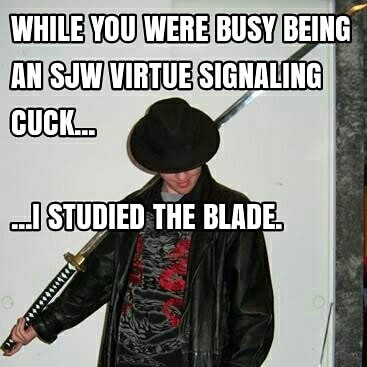 WHILE YOU WERE BUSY BEING
AN SJW VIRTUE SIGNALING
CUCK...
...I STUDIED THE BLADE.